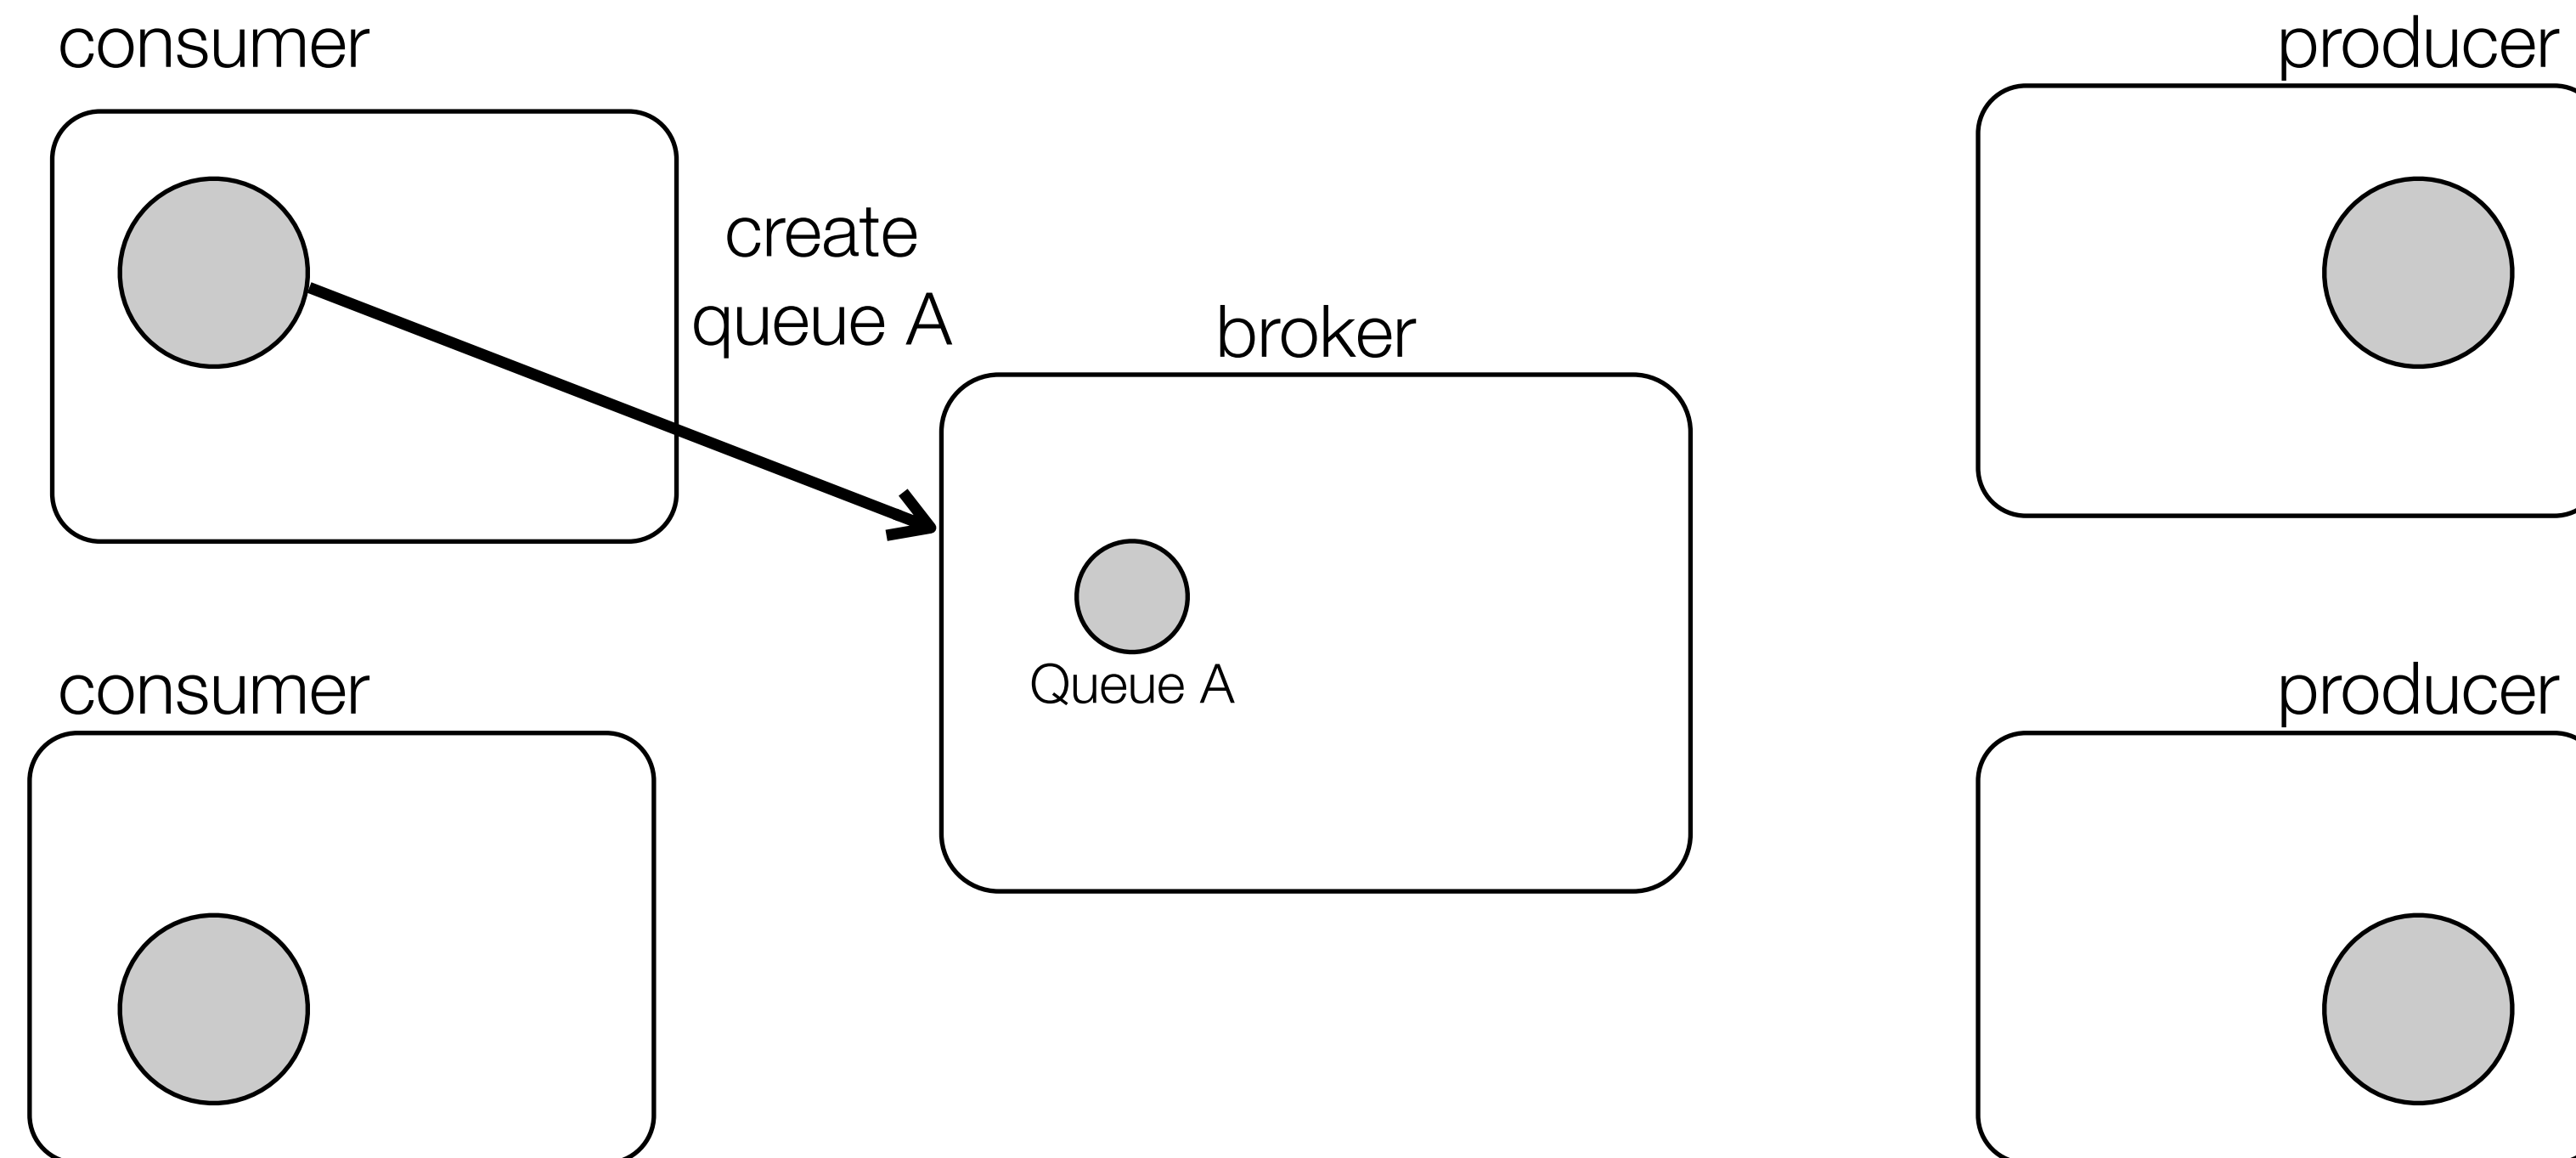 consumer
producer
create
queue A
broker
Queue A
consumer
producer